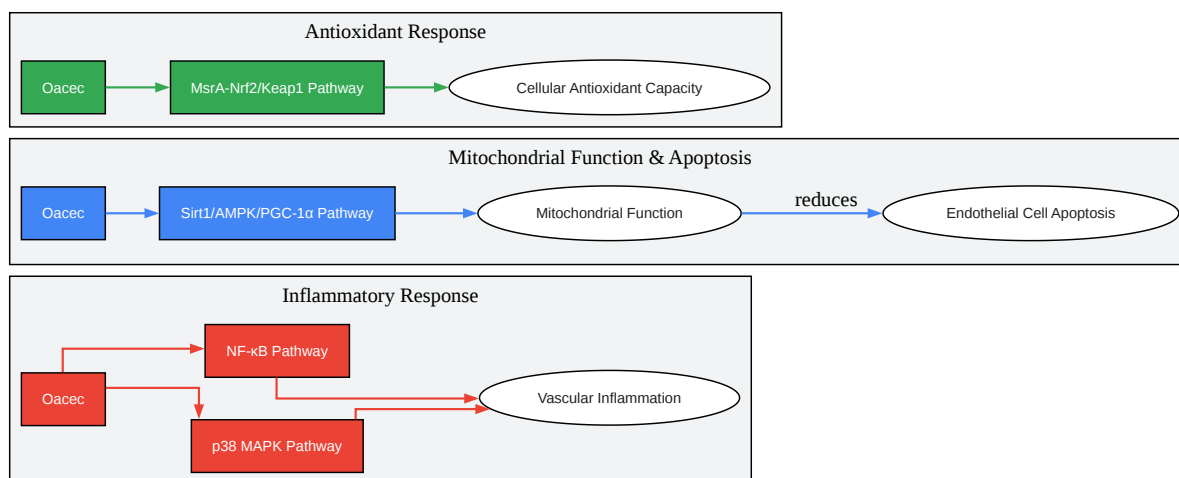 Antioxidant Response
Oacec
MsrA-Nrf2/Keap1 Pathway
Cellular Antioxidant Capacity
Mitochondrial Function & Apoptosis
Oacec
Sirt1/AMPK/PGC-1α Pathway
Mitochondrial Function
reduces
Endothelial Cell Apoptosis
Inflammatory Response
NF-κB Pathway
Oacec
Vascular Inflammation
p38 MAPK Pathway